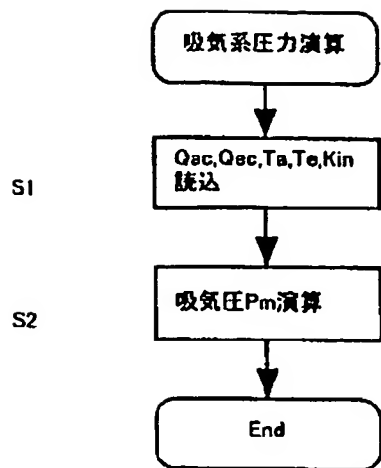 吸気系圧力演算
S1
Qac,Qec,Ta,Te,Kin
読込
S2
吸気圧Pm演算
End